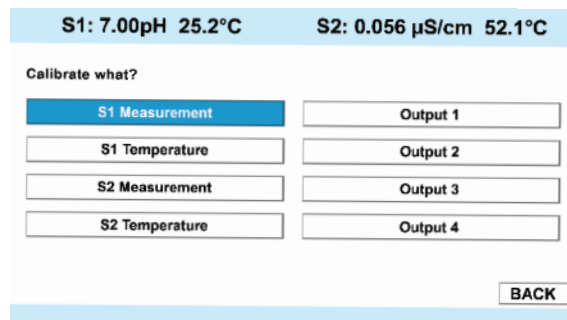 S1: 7.00pH 25.2°C S2: 0.056 µS/cm 52.1°C
Calibrate what?
S1 Measurement Output 1
S1 Temperature Output 2
S2 Measurement Output 3
S2 Temperature Output 4
BACK